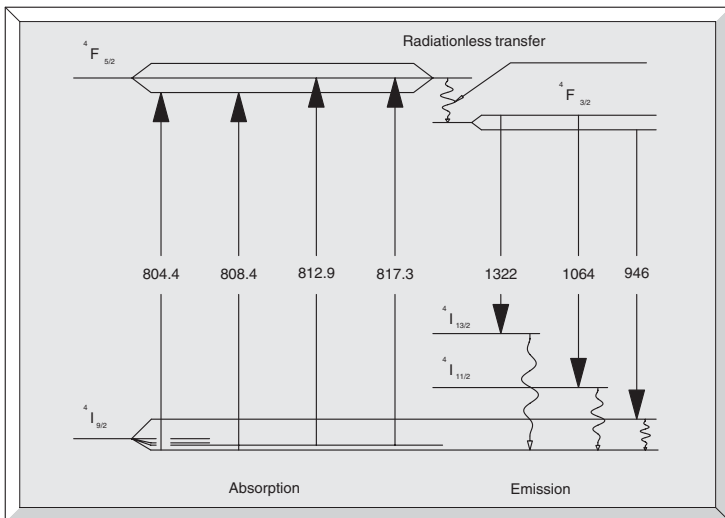 Radiationless transfer
4F5/2
4F3/2
804.4 808.4 812.9 817.3 1322 1064 946
4I13/2
4I11/2
4I9/2
Absorption Emission